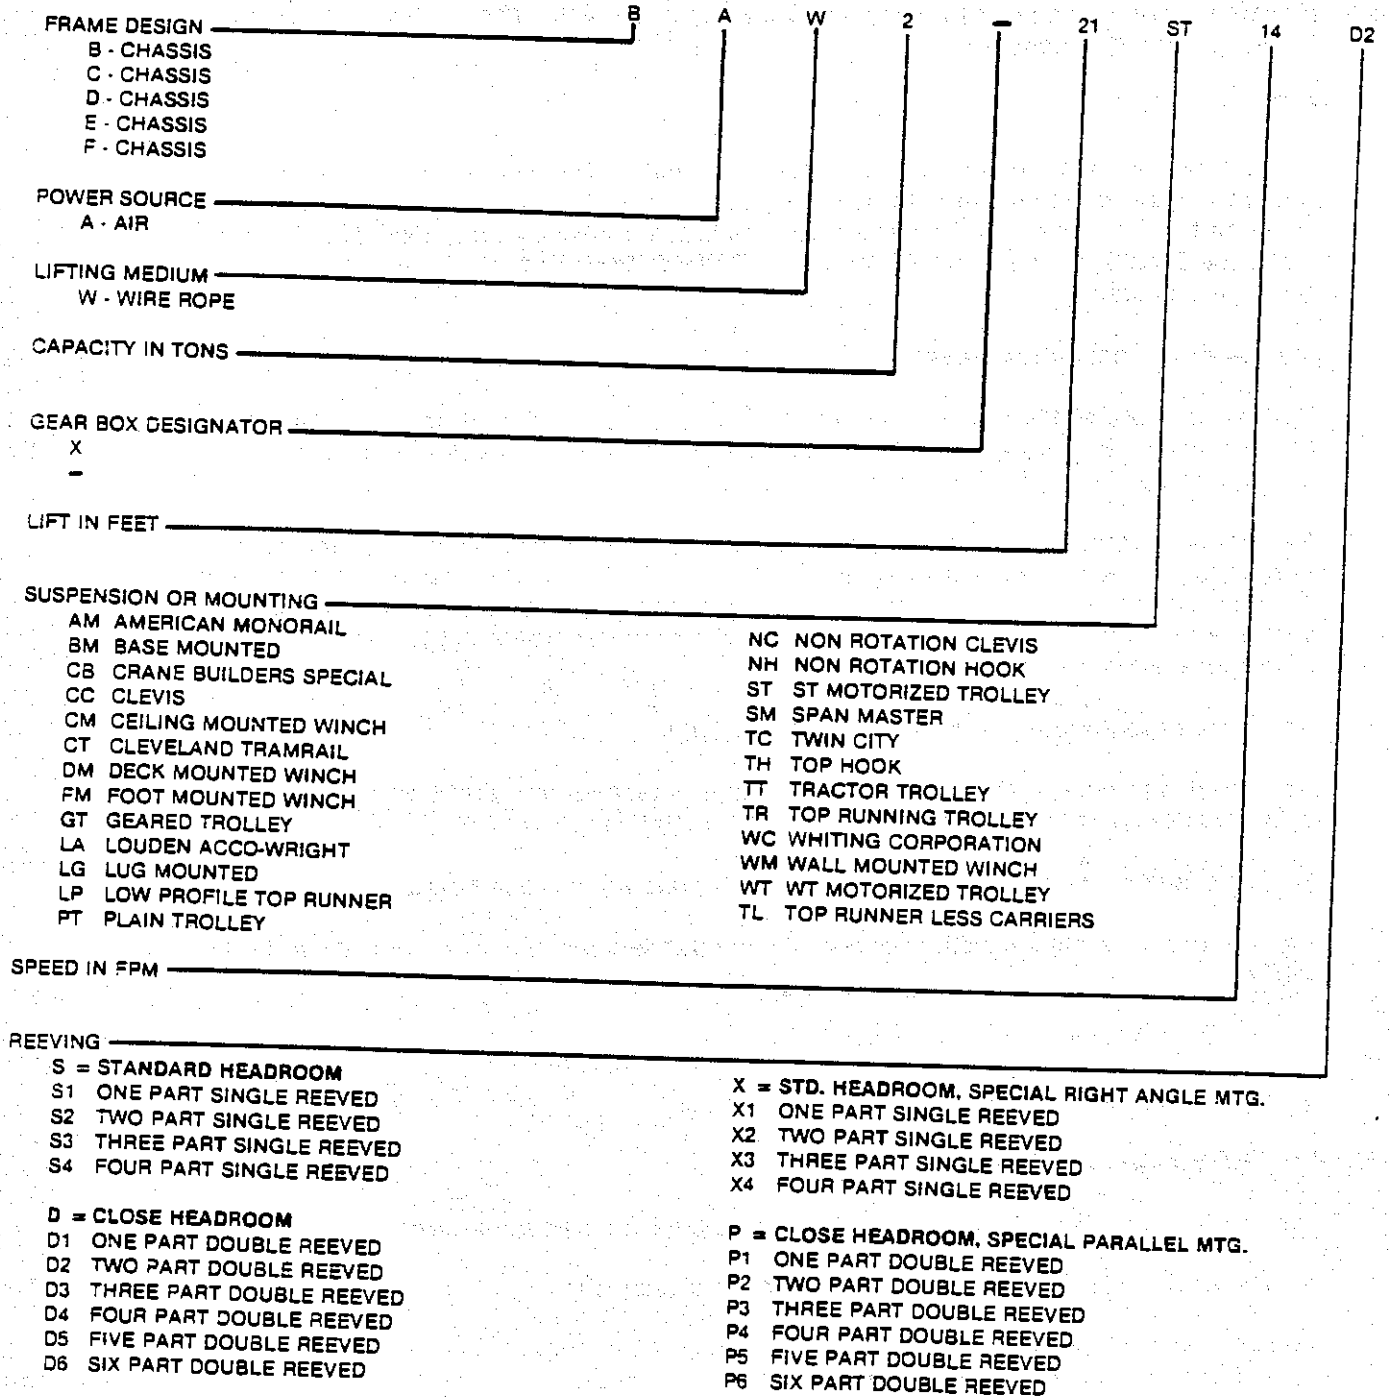 B A W 2 – 21 ST 14 D2
FRAME DESIGN
B - CHASSIS
C - CHASSIS
D - CHASSIS
E - CHASSIS
F - CHASSIS
POWER SOURCE
A - AIR
LIFTING MEDIUM
W - WIRE ROPE
CAPACITY IN TONS
GEAR BOX DESIGNATOR
X
–
LIFT IN FEET
SUSPENSION OR MOUNTING
AM AMERICAN MONORAIL
BM BASE MOUNTED
CB CRANE BUILDERS SPECIAL
CC CLEVIS
CM CEILING MOUNTED WINCH
CT CLEVELAND TRAMRAIL
DM DECK MOUNTED WINCH
FM FOOT MOUNTED WINCH
GT GEARED TROLLEY
LA LOUDEN ACCO-WRIGHT
LG LUG MOUNTED
LP LOW PROFILE TOP RUNNER
PT PLAIN TROLLEY
NC NON ROTATION CLEVIS
NH NON ROTATION HOOK
ST ST MOTORIZED TROLLEY
SM SPAN MASTER
TC TWIN CITY
TH TOP HOOK
TT TRACTOR TROLLEY
TR TOP RUNNING TROLLEY
WC WHITING CORPORATION
WM WALL MOUNTED WINCH
WT WT MOTORIZED TROLLEY
TL TOP RUNNER LESS CARRIERS
SPEED IN FPM
REEVING
S = STANDARD HEADROOM
S1 ONE PART SINGLE REEVED
S2 TWO PART SINGLE REEVED
S3 THREE PART SINGLE REEVED
S4 FOUR PART SINGLE REEVED
D = CLOSE HEADROOM
D1 ONE PART DOUBLE REEVED
D2 TWO PART DOUBLE REEVED
D3 THREE PART DOUBLE REEVED
D4 FOUR PART DOUBLE REEVED
D5 FIVE PART DOUBLE REEVED
D6 SIX PART DOUBLE REEVED
X = STD. HEADROOM, SPECIAL RIGHT ANGLE MTG.
X1 ONE PART SINGLE REEVED
X2 TWO PART SINGLE REEVED
X3 THREE PART SINGLE REEVED
X4 FOUR PART SINGLE REEVED
P = CLOSE HEADROOM, SPECIAL PARALLEL MTG.
P1 ONE PART DOUBLE REEVED
P2 TWO PART DOUBLE REEVED
P3 THREE PART DOUBLE REEVED
P4 FOUR PART DOUBLE REEVED
P5 FIVE PART DOUBLE REEVED
P6 SIX PART DOUBLE REEVED